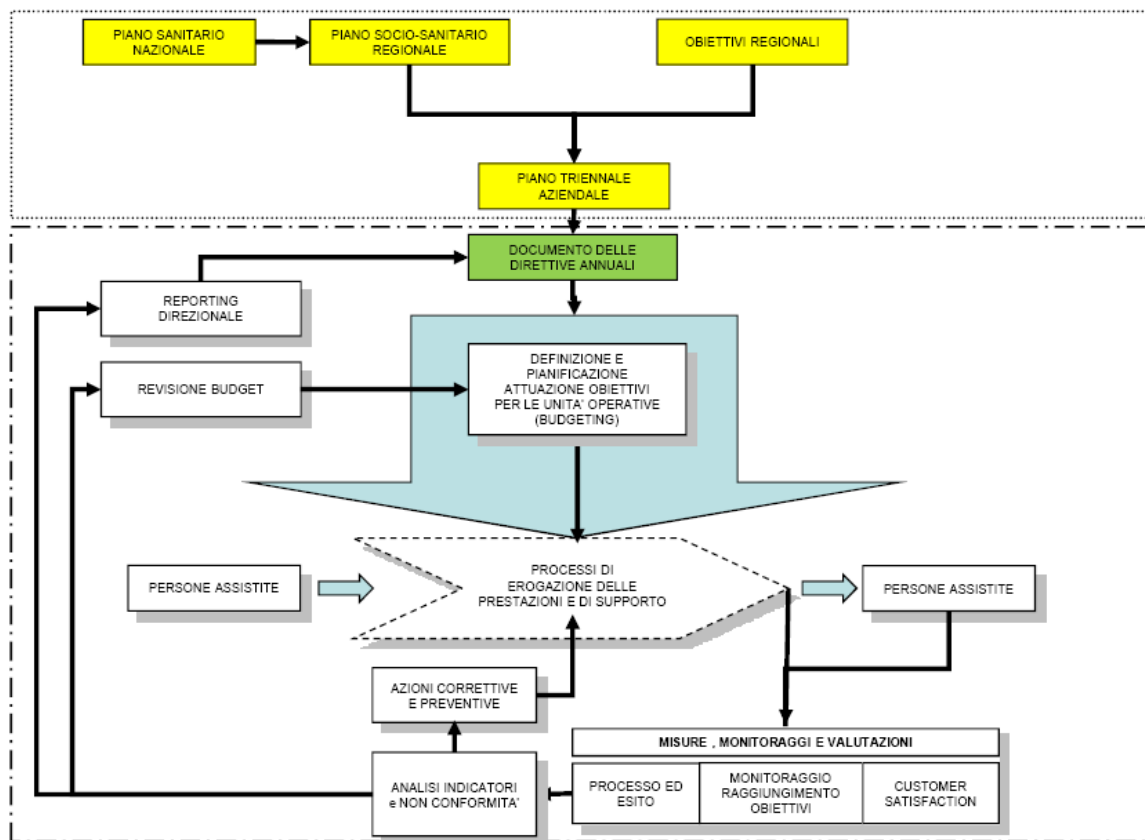 PIANO SANITARIO
NAZIONALE
PIANO SOCIO-SANITARIO
REGIONALE
OBIETTIVI REGIONALI
PIANO TRIENNALE
AZIENDALE
DOCUMENTO DELLE
DIRETTIVE ANNUALI
REPORTING
DIREZIONALE
REVISIONE BUDGET
DEFINIZIONE E
PIANIFICAZIONE
ATTUAZIONE OBIETTIVI
PER LE UNITA' OPERATIVE
(BUDGETING)
PERSONE ASSISTITE
PROCESSI DI
EROGAZIONE DELLE
PRESTAZIONI E DI SUPPORTO
PERSONE ASSISTITE
AZIONI CORRETTIVE
E PREVENTIVE
MISURE , MONITORAGGI E VALUTAZIONI
ANALISI INDICATORI
e NON CONFORMITA'
PROCESSO ED
ESITO
MONITORAGGIO
RAGGIUNGIMENTO
OBIETTIVI
CUSTOMER
SATISFACTION